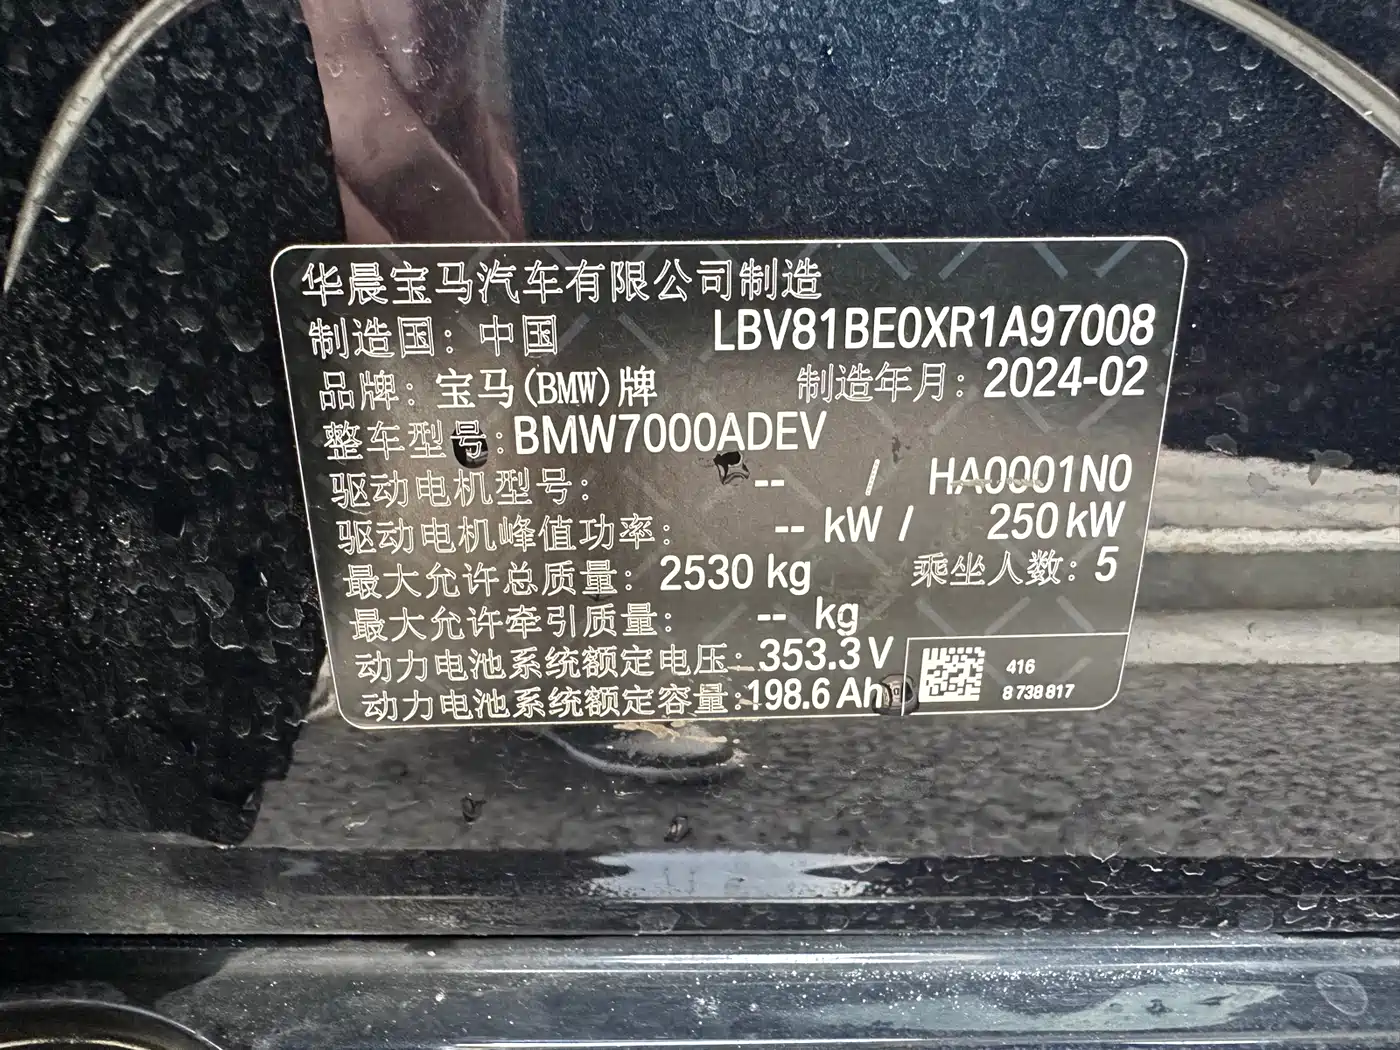 华晨宝马汽车有限公司制造
制造国：中国 LBV81BE0XR1A97008
品牌：宝马(BMW)牌 制造年月：2024-02
整车型号：BMW7000ADEV
驱动电机型号： -- / HA0001N0
驱动电机峰值功率： -- kW / 250 kW
最大允许总质量：2530 kg 乘坐人数：5
最大允许牵引质量： -- kg
动力电池系统额定电压：353.3 V
动力电池系统额定容量：198.6 Ah
416
8 738 817